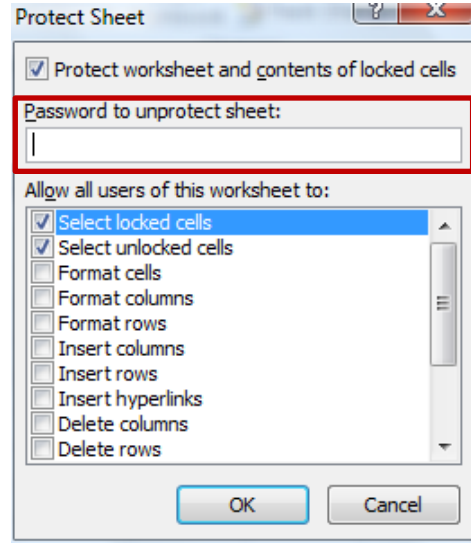 Protect Sheet
Protect worksheet and contents of locked cells
Password to unprotect sheet:
Allow all users of this worksheet to:
Select locked cells
Select unlocked cells
Format cells
Format columns
Format rows
Insert columns
Insert rows
Insert hyperlinks
Delete columns
Delete rows
OK Cancel